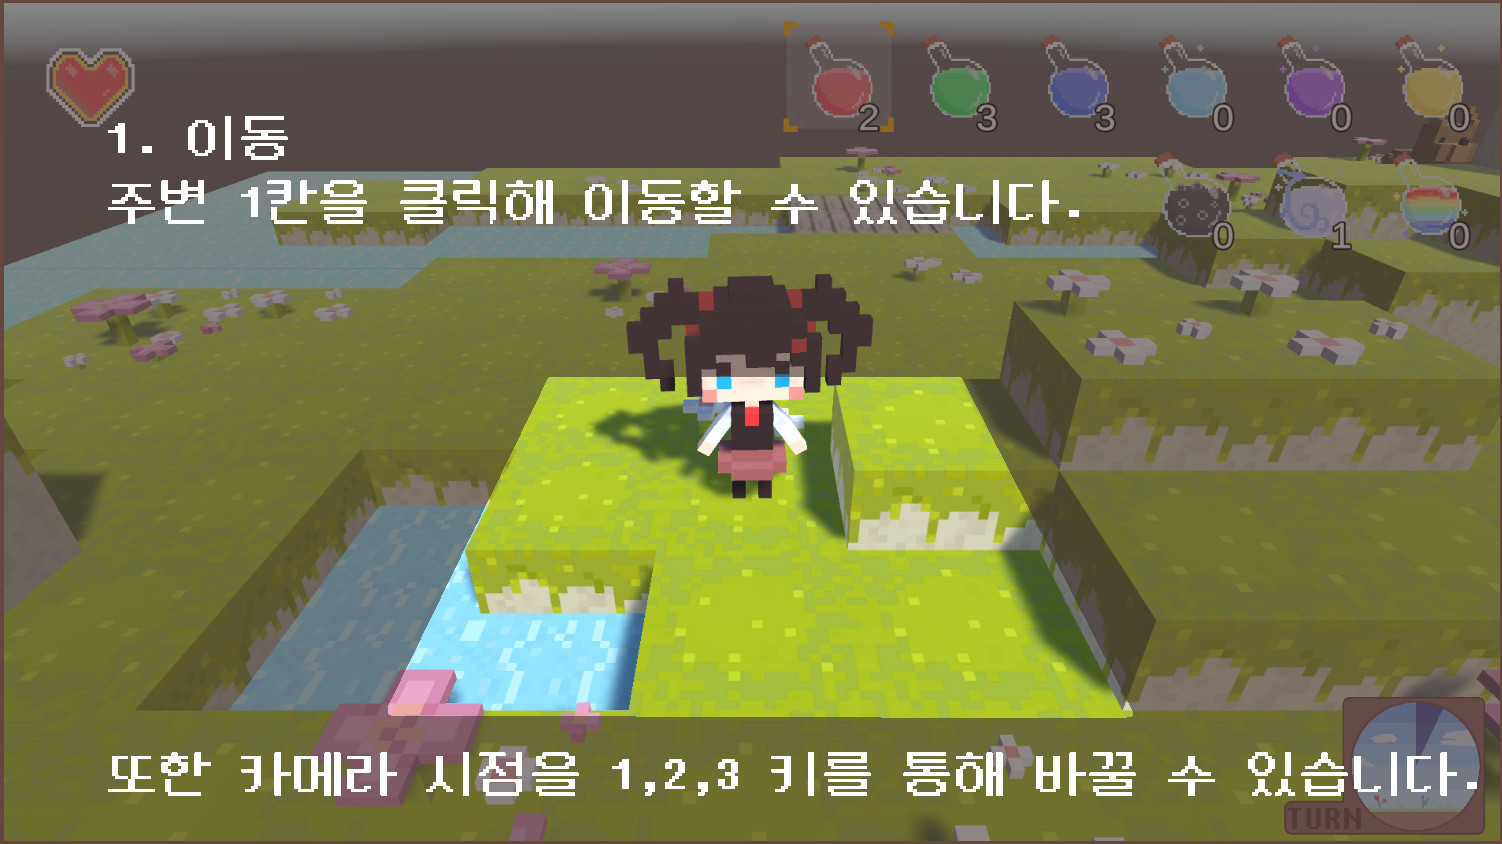 2 3 3 0 0 0
1. 이동
주변 1칸을 클릭해 이동할 수 있습니다.
0 1 0
또한 카메라 시점을 1,2,3 키를 통해 바꿀 수 있습니다.
TURN